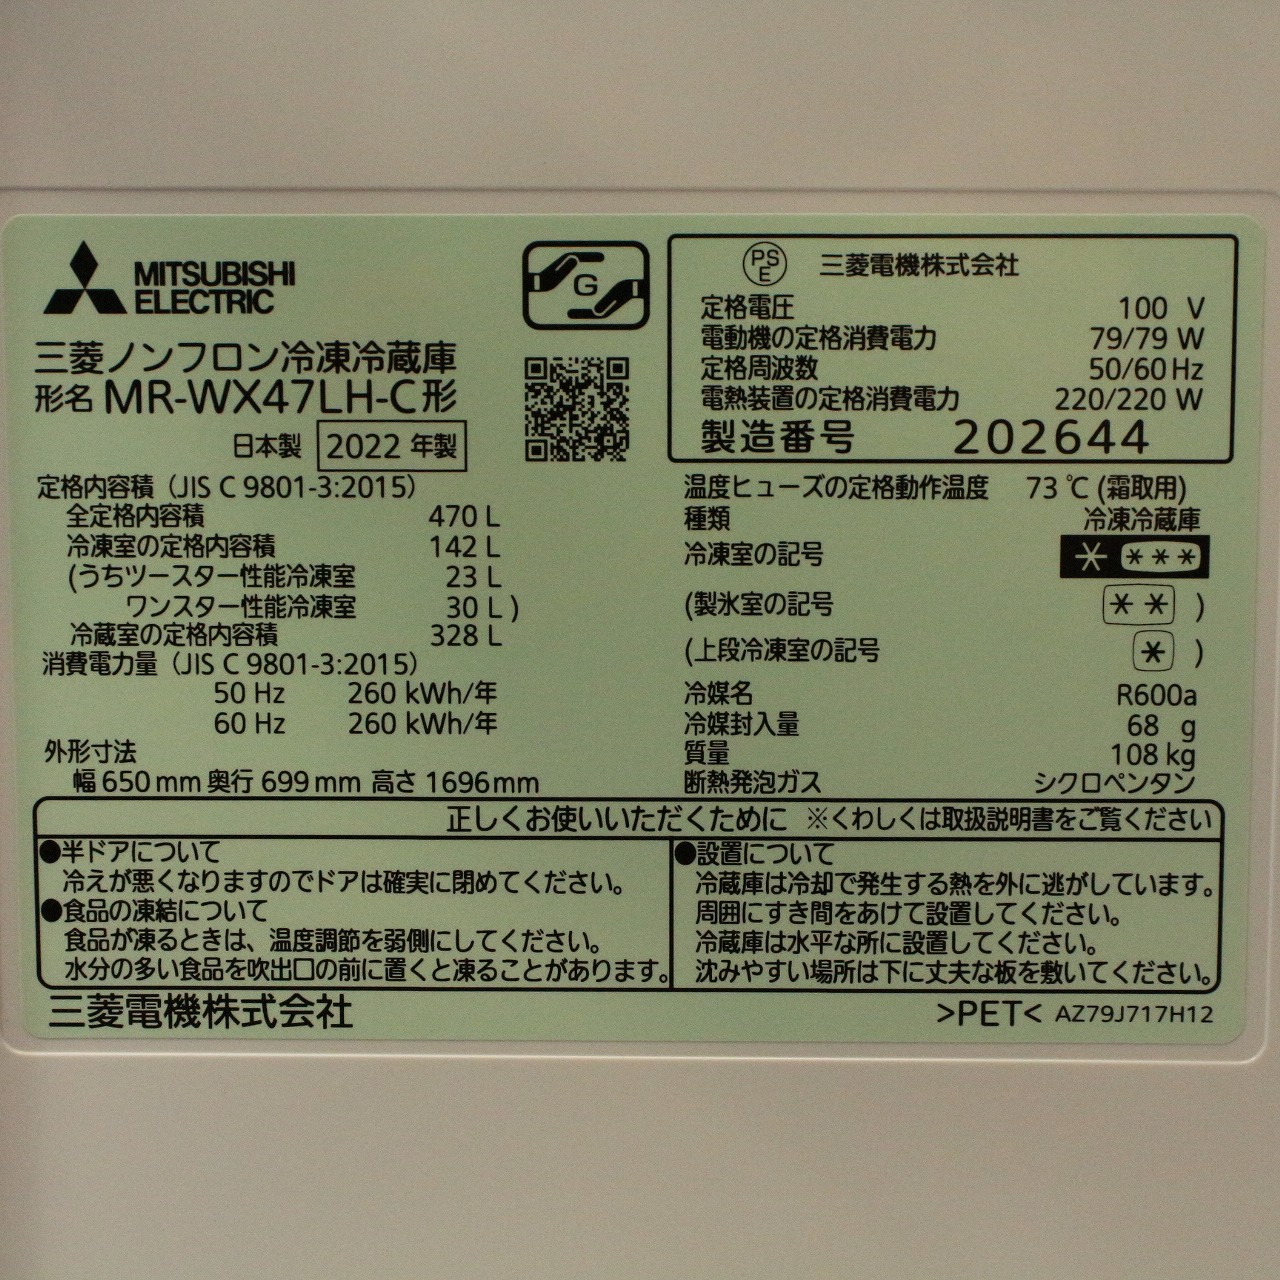 MITSUBISHI
ELECTRIC
G
三菱ノンフロン冷凍冷蔵庫
形名 MR-WX47LH-C形
日本製 2022 年製
定格内容積（JIS C 9801-3:2015）
全定格内容積 470 L
冷凍室の定格内容積 142 L
(うちツースター性能冷凍室 23 L
ワンスター性能冷凍室 30 L )
冷蔵室の定格内容積 328 L
消費電力量（JIS C 9801-3:2015）
50 Hz 260 kWh/年
60 Hz 260 kWh/年
外形寸法
幅 650 mm 奥行 699 mm 高さ 1696 mm
PS E 三菱電機株式会社
定格電圧 100 V
電動機の定格消費電力 79/79 W
定格周波数 50/60 Hz
電熱装置の定格消費電力 220/220 W
製造番号 202644
温度ヒューズの定格動作温度 73 ℃ (霜取用)
種類 冷凍冷蔵庫
冷凍室の記号 * ***
(製氷室の記号 ** )
(上段冷凍室の記号 * )
冷媒名 R600a
冷媒封入量 68 g
質量 108 kg
断熱発泡ガス シクロペンタン
正しくお使いいただくために ※くわしくは取扱説明書をご覧ください
●半ドアについて
冷えが悪くなりますのでドアは確実に閉めてください。
●食品の凍結について
食品が凍るときは、温度調節を弱側にしてください。
水分の多い食品を吹出口の前に置くと凍ることがあります。
●設置について
冷蔵庫は冷却で発生する熱を外に逃がしています。
周囲にすき間をあけて設置してください。
冷蔵庫は水平な所に設置してください。
沈みやすい場所は下に丈夫な板を敷いてください。
三菱電機株式会社
>PET< AZ79J717H12